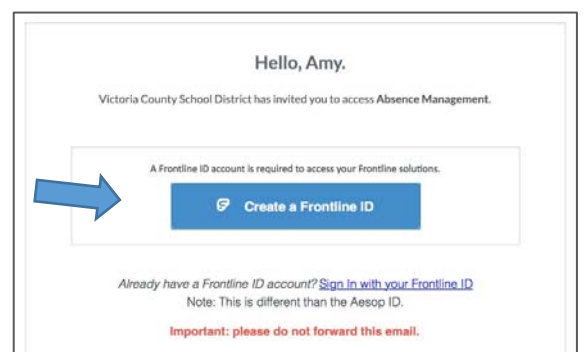 Hello, Amy.
Victoria County School District has invited you to access Absence Management.
A Frontline ID account is required to access your Frontline solutions.
Create a Frontline ID
Already have a Frontline ID account? Sign In with your Frontline ID
Note: This is different than the Aesop ID.
Important: please do not forward this email.